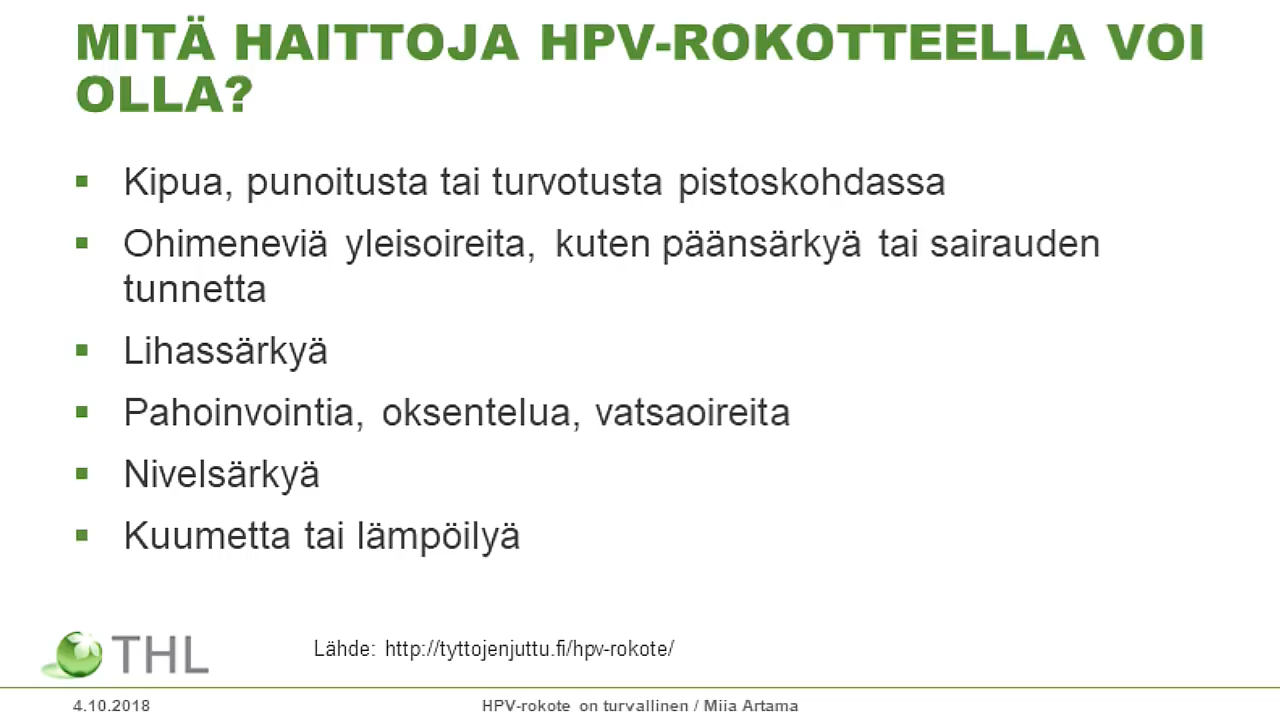 MITÄ HAITTOJA HPV-ROKOTTEELLA VOI
OLLA?
Kipua, punoitusta tai turvotusta pistoskohdassa
Ohimeneviä yleisoireita, kuten päänsärkyä tai sairauden
tunnetta
Lihassärkyä
Pahoinvointia, oksentelua, vatsaoireita
Nivelsärkyä
Kuumetta tai lämpöilyä
THL
Lähde: http://tyttojenjuttu.fi/hpv-rokote/
4.10.2018
HPV-rokote on turvallinen / Miia Artama